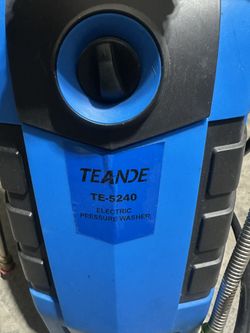 TEANDE
TE-5240
ELECTRIC
PRESSURE WASHER